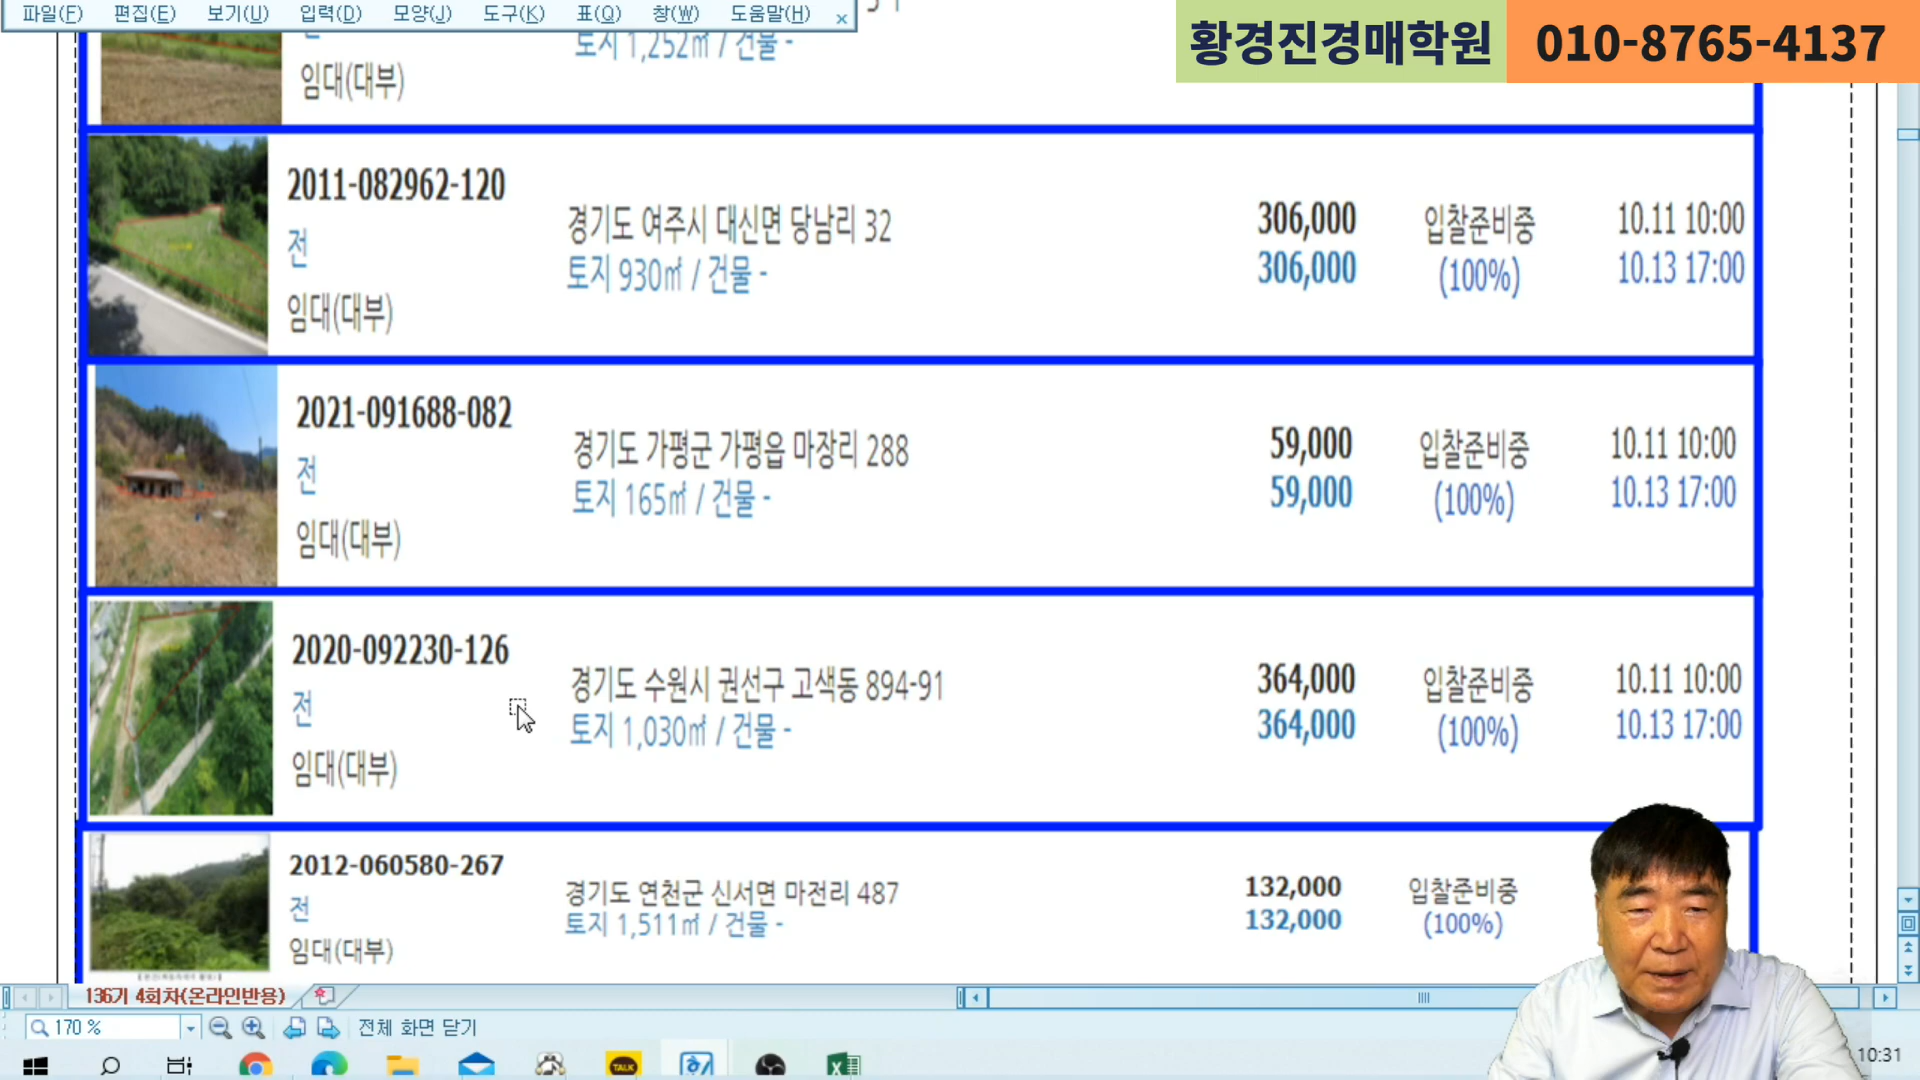 파일(F) 편집(E) 보기(U) 입력(D) 모양(J) 도구(K) 표(Q) 창(W) 도움말(H) x
황경진경매학원 010-8765-4137
토지 1,252㎡ / 건물 -
임대(대부)
2011-082962-120
전
임대(대부)
경기도 여주시 대신면 당남리 32
토지 930㎡ / 건물 -
306,000
306,000
입찰준비중
(100%)
10.11 10:00
10.13 17:00
2021-091688-082
전
임대(대부)
경기도 가평군 가평읍 마장리 288
토지 165㎡ / 건물 -
59,000
59,000
입찰준비중
(100%)
10.11 10:00
10.13 17:00
2020-092230-126
전
임대(대부)
경기도 수원시 권선구 고색동 894-91
토지 1,030㎡ / 건물 -
364,000
364,000
입찰준비중
(100%)
10.11 10:00
10.13 17:00
2012-060580-267
전
임대(대부)
경기도 연천군 신서면 마전리 487
토지 1,511㎡ / 건물 -
132,000
132,000
입찰준비중
(100%)
136기 4회차(온라인반용)
170 %
전체 화면 닫기
TALK
10:31